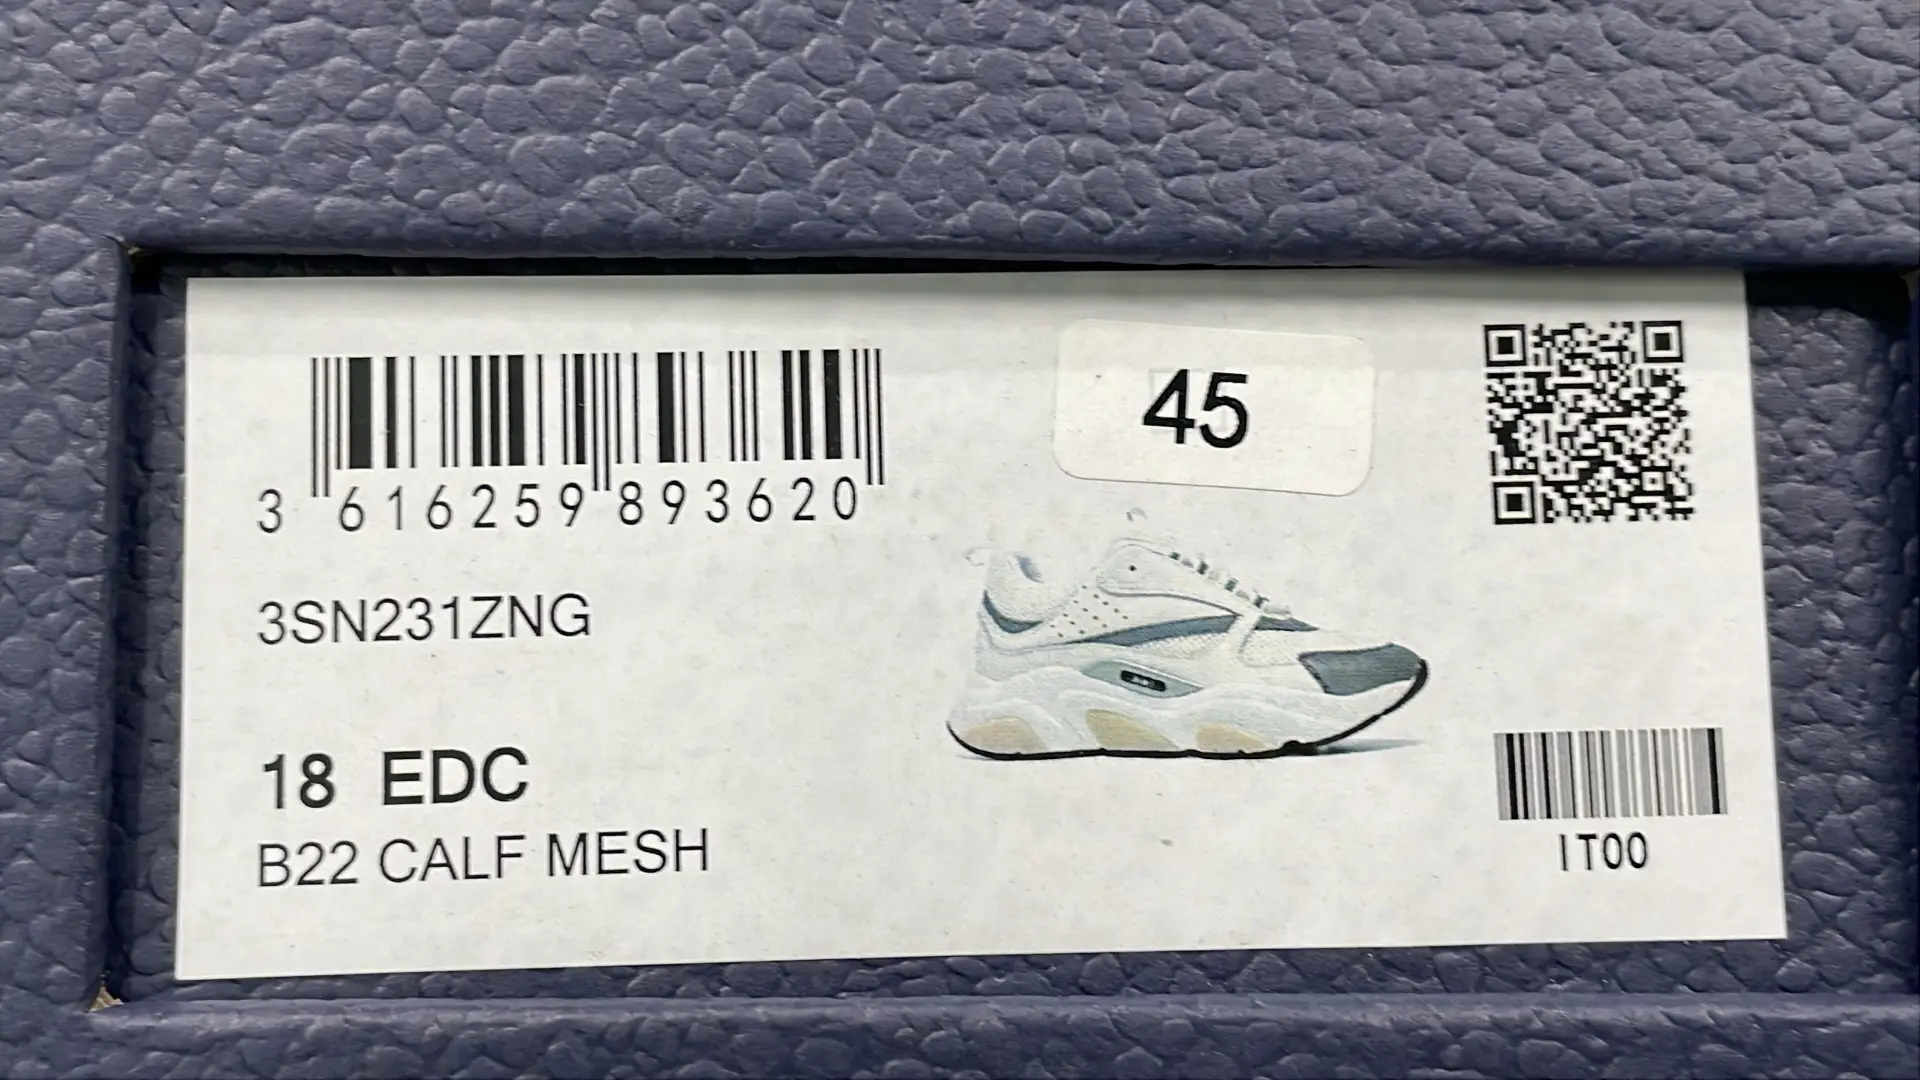 3 616259 893620
45
3SN231ZNG
18 EDC
B22 CALF MESH
IT00